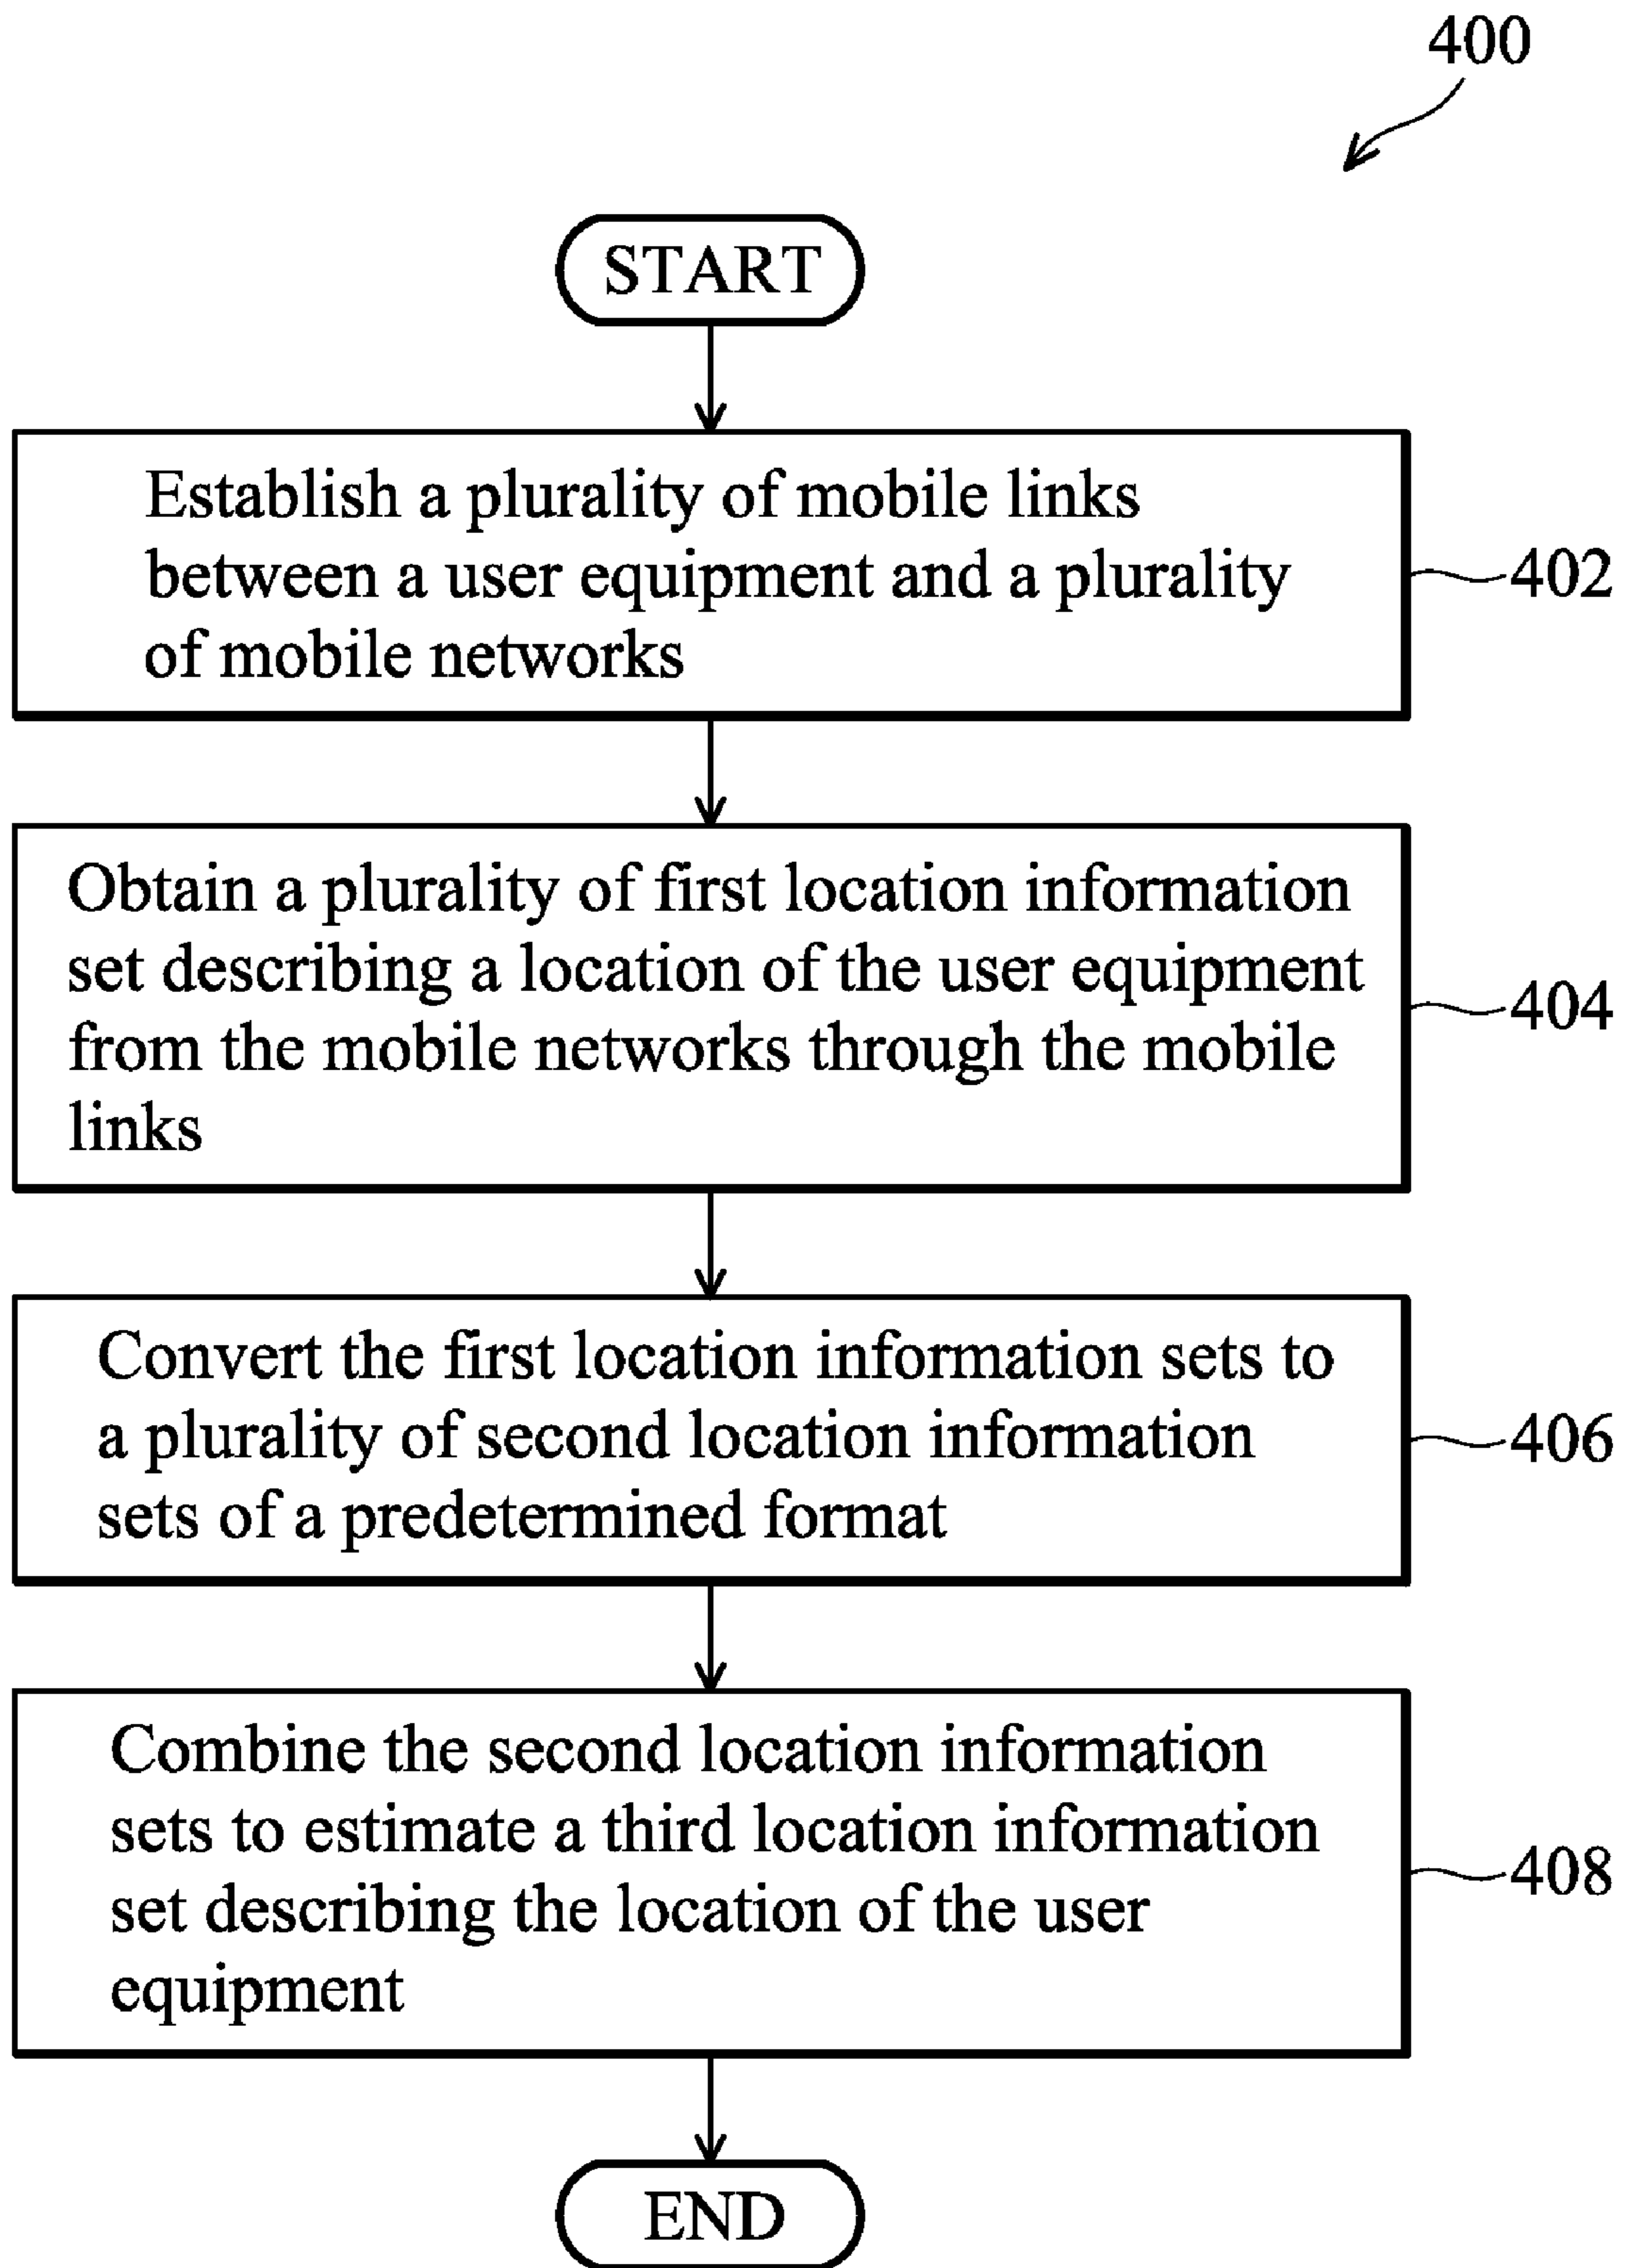 400
START
Establish a plurality of mobile links
between a user equipment and a plurality
of mobile networks
402
Obtain a plurality of first location information
set describing a location of the user equipment
from the mobile networks through the mobile
links
404
Convert the first location information sets to
a plurality of second location information
sets of a predetermined format
406
Combine the second location information
sets to estimate a third location information
set describing the location of the user
equipment
408
END